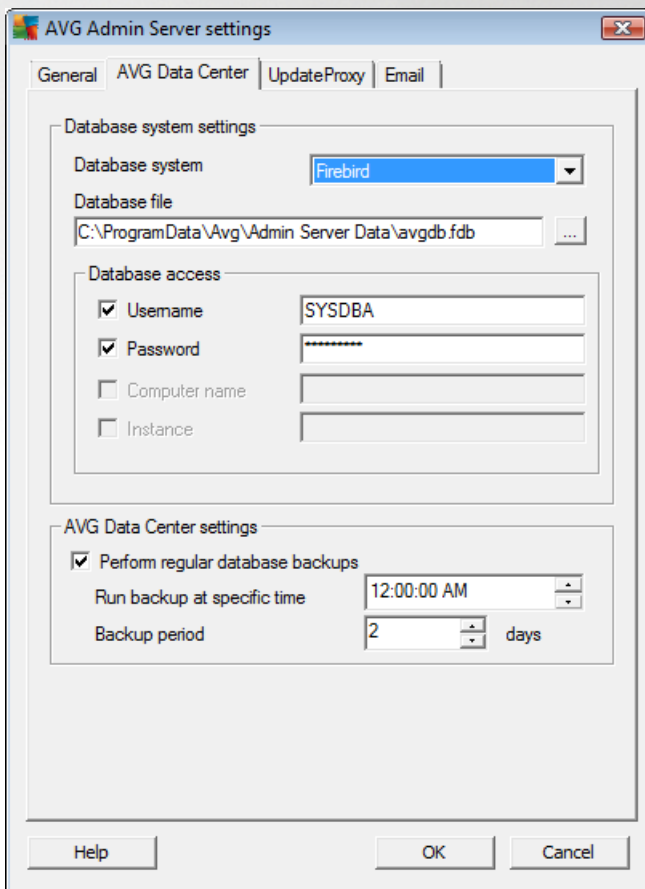 AVG Admin Server settings
General AVG Data Center UpdateProxy Email
Database system settings
Database system Firebird
Database file
C:\ProgramData\Avg\Admin Server Data\avgdb.fdb ...
Database access
Username SYSDBA
Password *********
Computer name
Instance
AVG Data Center settings
Perform regular database backups
Run backup at specific time 12:00:00 AM
Backup period 2 days
Help OK Cancel